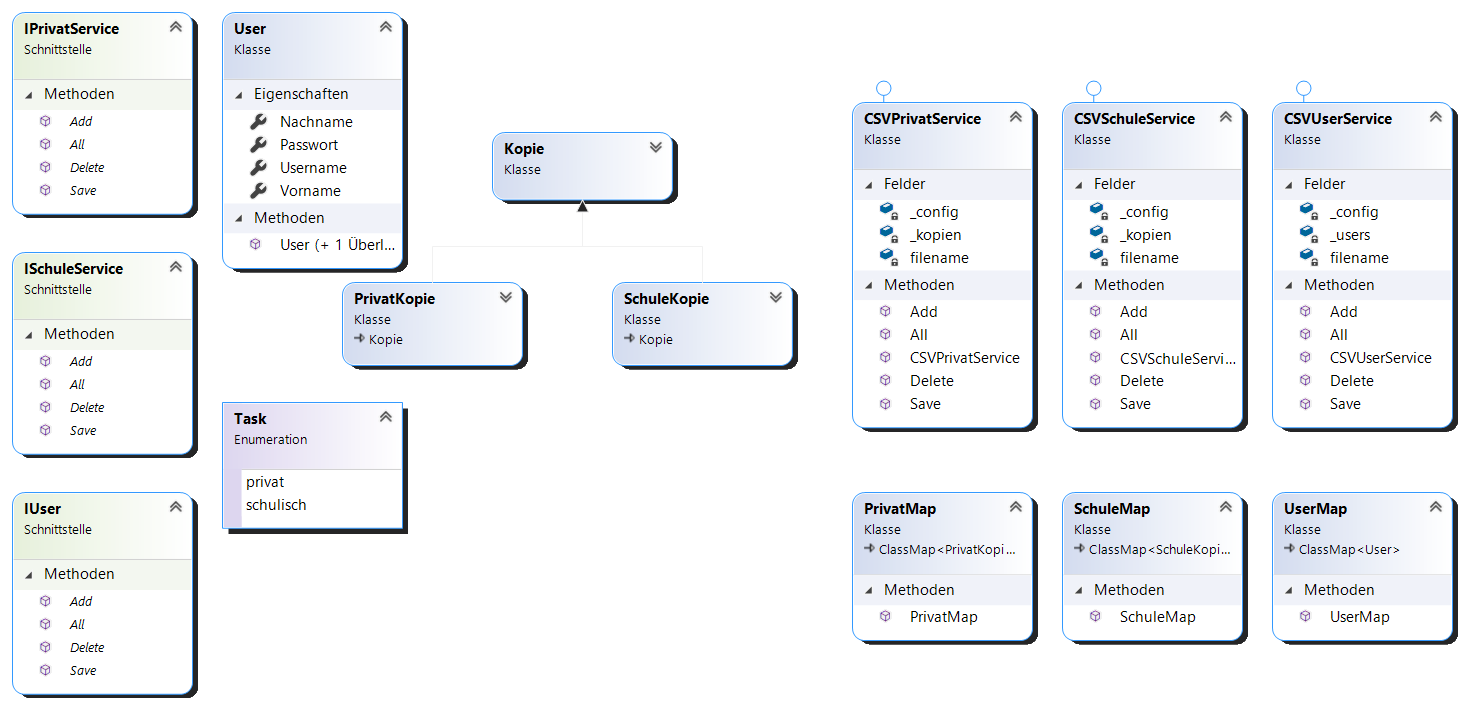 IPrivatService
Schnittstelle
Methoden
Add
All
Delete
Save
ISchuleService
Schnittstelle
Methoden
Add
All
Delete
Save
IUser
Schnittstelle
Methoden
Add
All
Delete
Save
User
Klasse
Eigenschaften
Nachname
Passwort
Username
Vorname
Methoden
User (+ 1 Überl...
Task
Enumeration
privat
schulisch
Kopie
Klasse
PrivatKopie
Klasse
Kopie
SchuleKopie
Klasse
Kopie
CSVPrivatService
Klasse
Felder
_config
_kopien
filename
Methoden
Add
All
CSVPrivatService
Delete
Save
CSVSchuleService
Klasse
Felder
_config
_kopien
filename
Methoden
Add
All
CSVSchuleServi...
Delete
Save
CSVUserService
Klasse
Felder
_config
_users
filename
Methoden
Add
All
CSVUserService
Delete
Save
PrivatMap
Klasse
ClassMap<PrivatKopi...
Methoden
PrivatMap
SchuleMap
Klasse
ClassMap<SchuleKopi...
Methoden
SchuleMap
UserMap
Klasse
ClassMap<User>
Methoden
UserMap